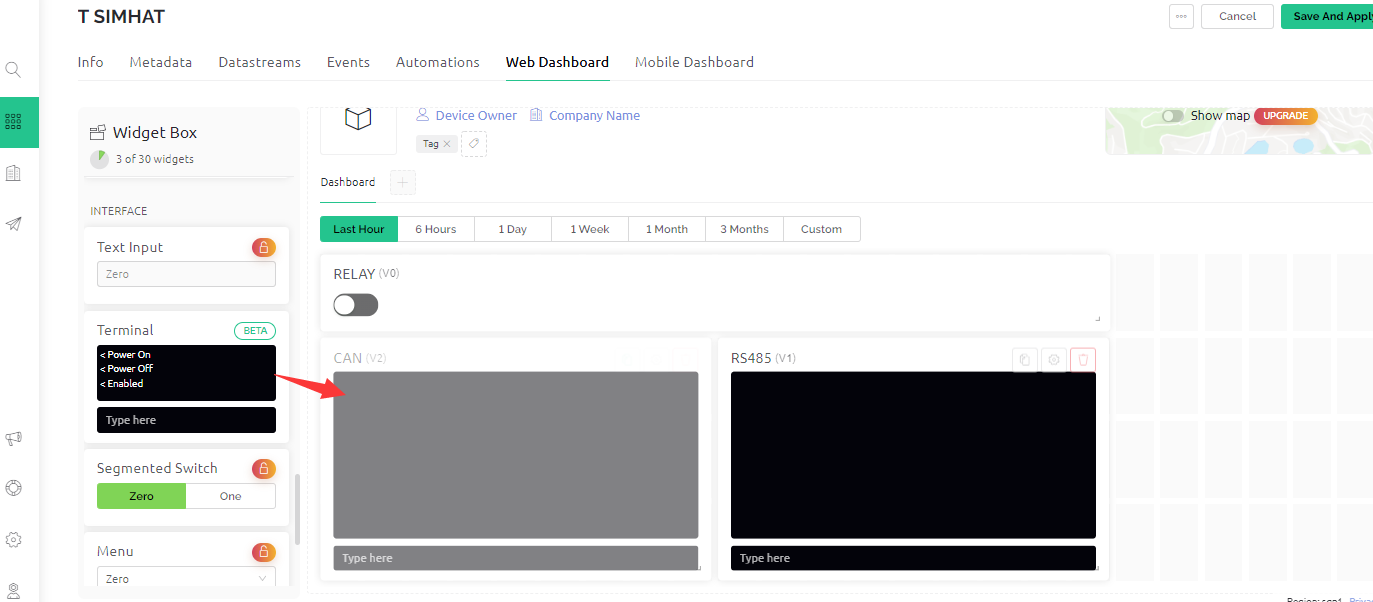 T SIMHAT
Cancel
Save And Apply
Info Metadata Datastreams Events Automations Web Dashboard Mobile Dashboard
Widget Box
3 of 30 widgets
INTERFACE
Text Input
Zero
Terminal BETA
< Power On
< Power Off
< Enabled
Type here
Segmented Switch
Zero One
Menu
Zero
Device Owner Company Name
Tag
Show map UPGRADE
Dashboard
Last Hour 6 Hours 1 Day 1 Week 1 Month 3 Months Custom
RELAY (V0)
CAN (V2)
Type here
RS485 (V1)
Type here